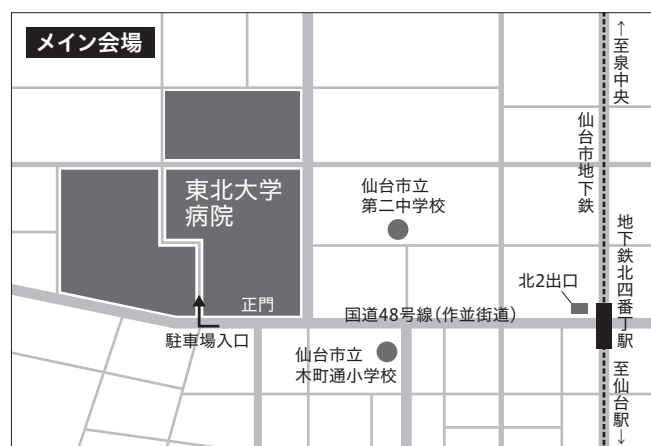 メイン会場
↑至泉中央
仙台市地下鉄
東北大学
病院
仙台市立
第二中学校
地下鉄北四番丁駅
北2出口
正門
国道48号線(作並街道)
駐車場入口
仙台市立
木町通小学校
至仙台駅↓